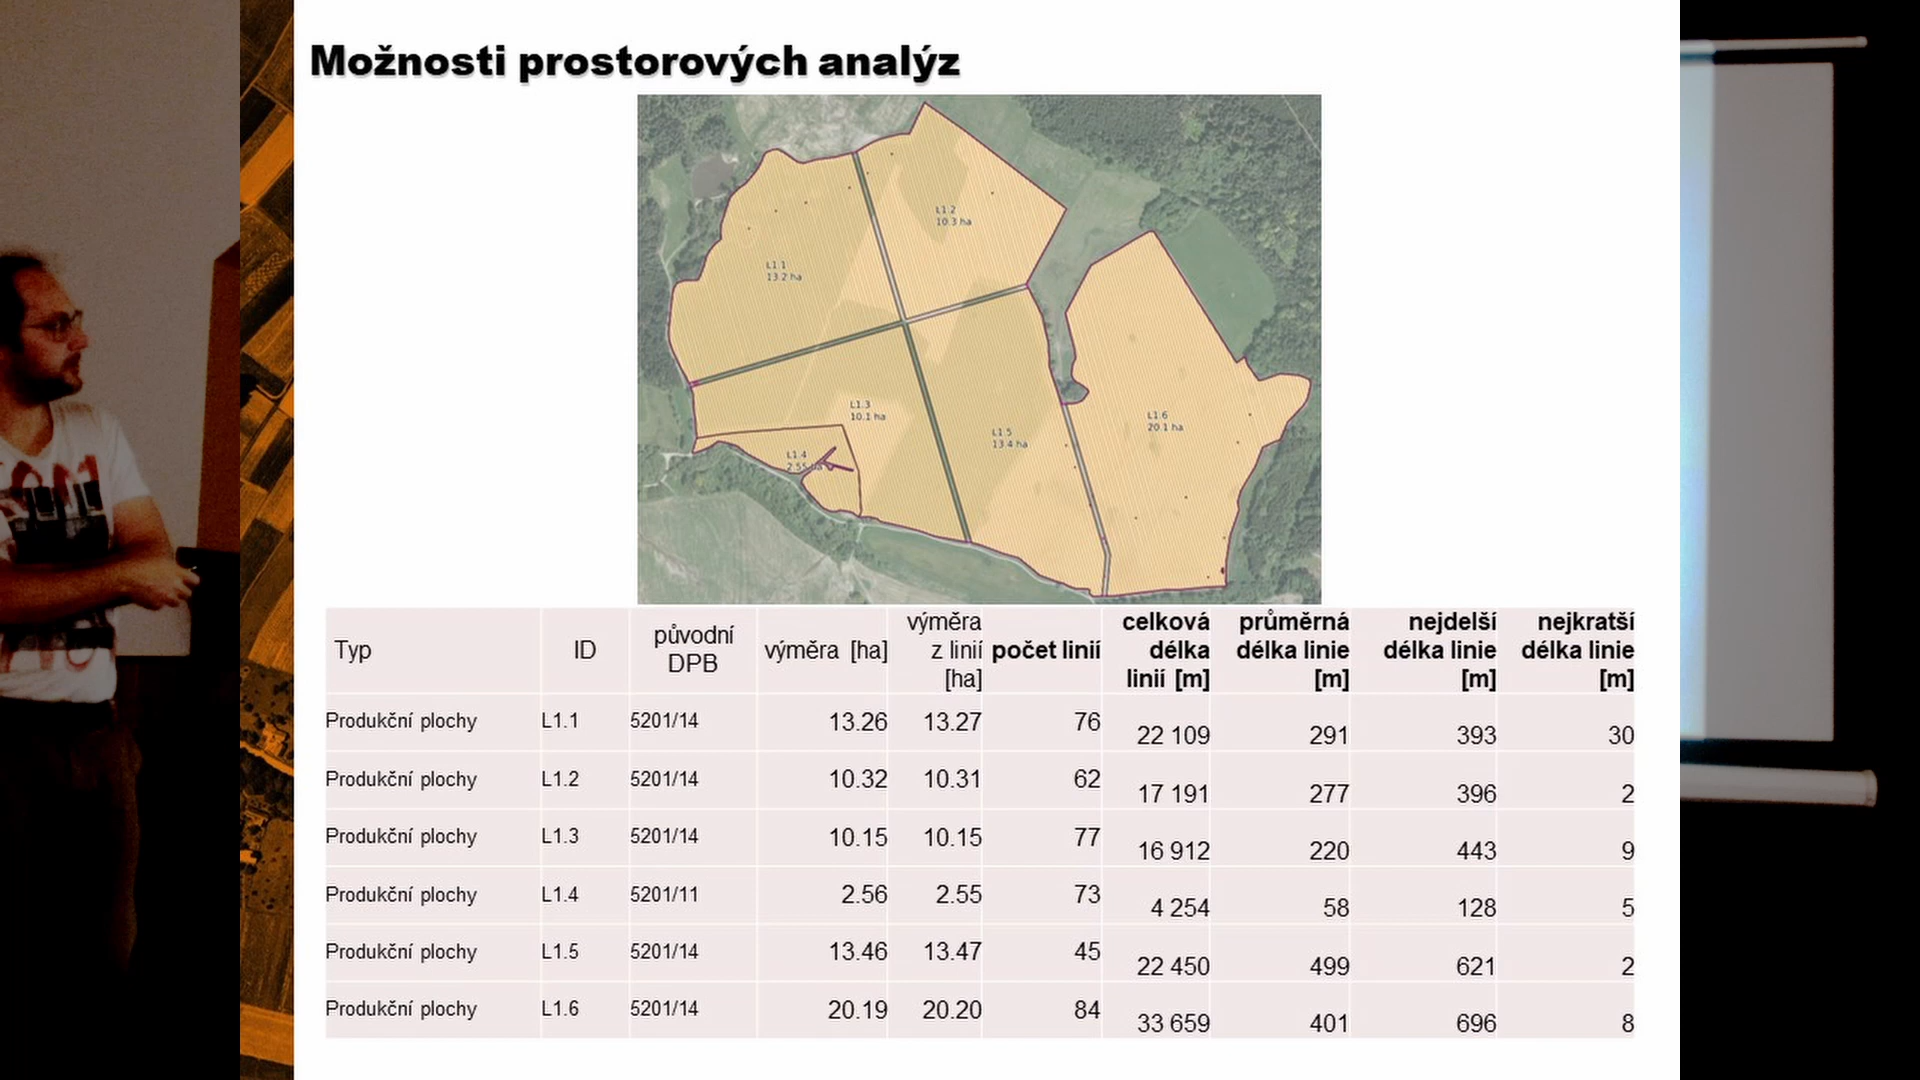 Možnosti prostorových analýz
L1.2
10.3 ha
L1.1
13.2 ha
L1.3
10.1 ha
L1.5
13.4 ha
L1.6
20.1 ha
L1.4
2.55 ha
Typ ID původní DPB výměra [ha] výměra z linií [ha] počet linií celková délka linií [m] průměrná délka linie [m] nejdelší délka linie [m] nejkratší délka linie [m]
Produkční plochy L1.1 5201/14 13.26 13.27 76 22 109 291 393 30
Produkční plochy L1.2 5201/14 10.32 10.31 62 17 191 277 396 2
Produkční plochy L1.3 5201/14 10.15 10.15 77 16 912 220 443 9
Produkční plochy L1.4 5201/11 2.56 2.55 73 4 254 58 128 5
Produkční plochy L1.5 5201/14 13.46 13.47 45 22 450 499 621 2
Produkční plochy L1.6 5201/14 20.19 20.20 84 33 659 401 696 8